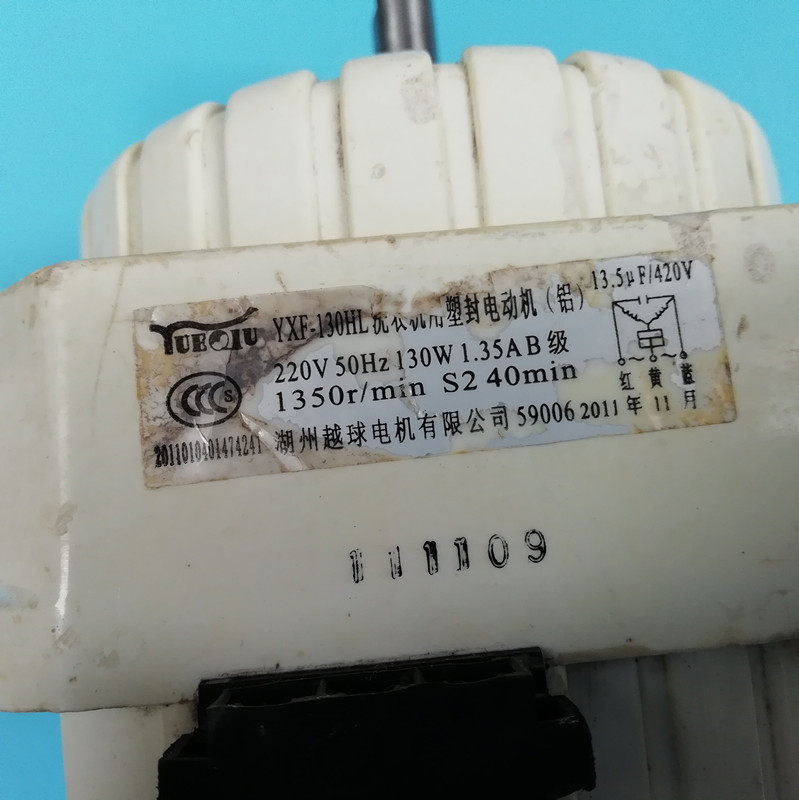 YUEQIU
YXF-130HL 洗衣机用塑封电动机（铝）
13.5μF/420V
220V 50Hz 130W 1.35A B 级
1350r/min S2 40min
CCC S
红 黄 蓝
2011010401474241
湖州越球电机有限公司 59006 2011 年 11 月
111109